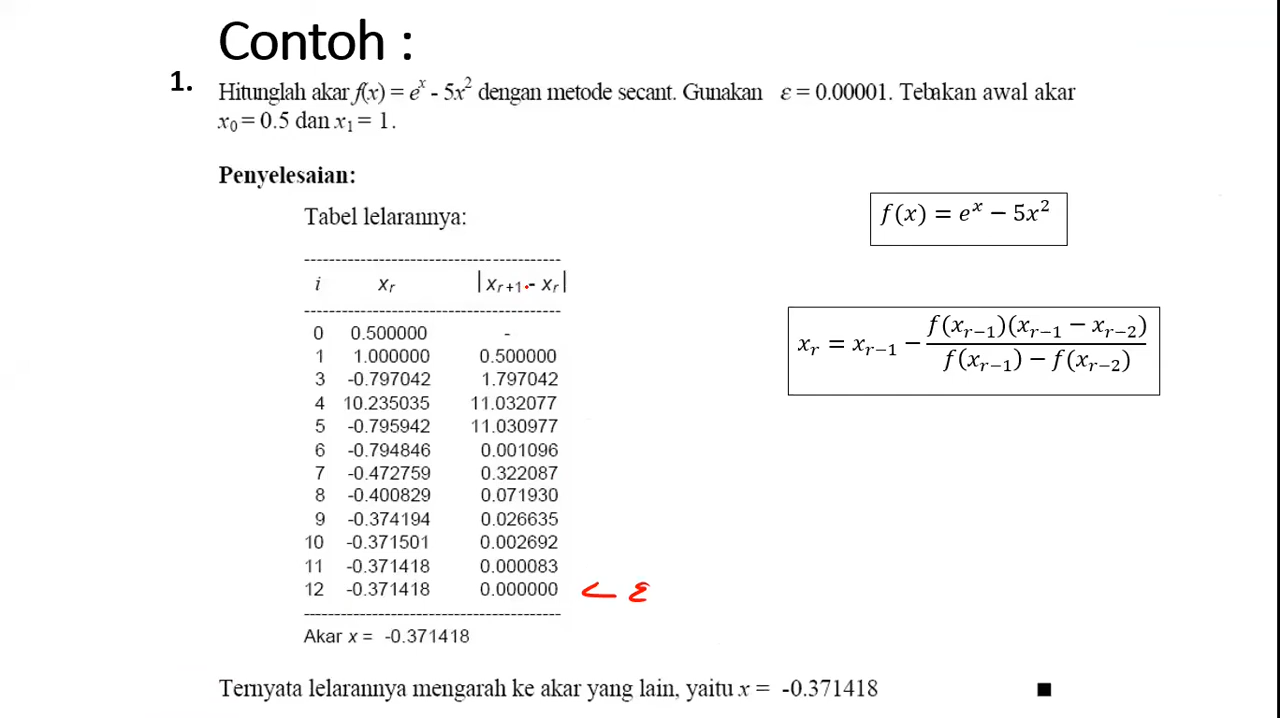 Contoh :
1. Hitunglah akar f(x) = eˣ - 5x² dengan metode secant. Gunakan ε = 0.00001. Tebakan awal akar
x₀ = 0.5 dan x₁ = 1.
Penyelesaian:
Tabel lelarannya:
f(x) = eˣ − 5x²
i xᵣ |xᵣ₊₁ - xᵣ|
xᵣ = xᵣ₋₁ − f(xᵣ₋₁)(xᵣ₋₁ − xᵣ₋₂) / f(xᵣ₋₁) − f(xᵣ₋₂)
0 0.500000 -
1 1.000000 0.500000
3 -0.797042 1.797042
4 10.235035 11.032077
5 -0.795942 11.030977
6 -0.794846 0.001096
7 -0.472759 0.322087
8 -0.400829 0.071930
9 -0.374194 0.026635
10 -0.371501 0.002692
11 -0.371418 0.000083
12 -0.371418 0.000000 < ε
Akar x = -0.371418
Ternyata lelarannya mengarah ke akar yang lain, yaitu x = -0.371418